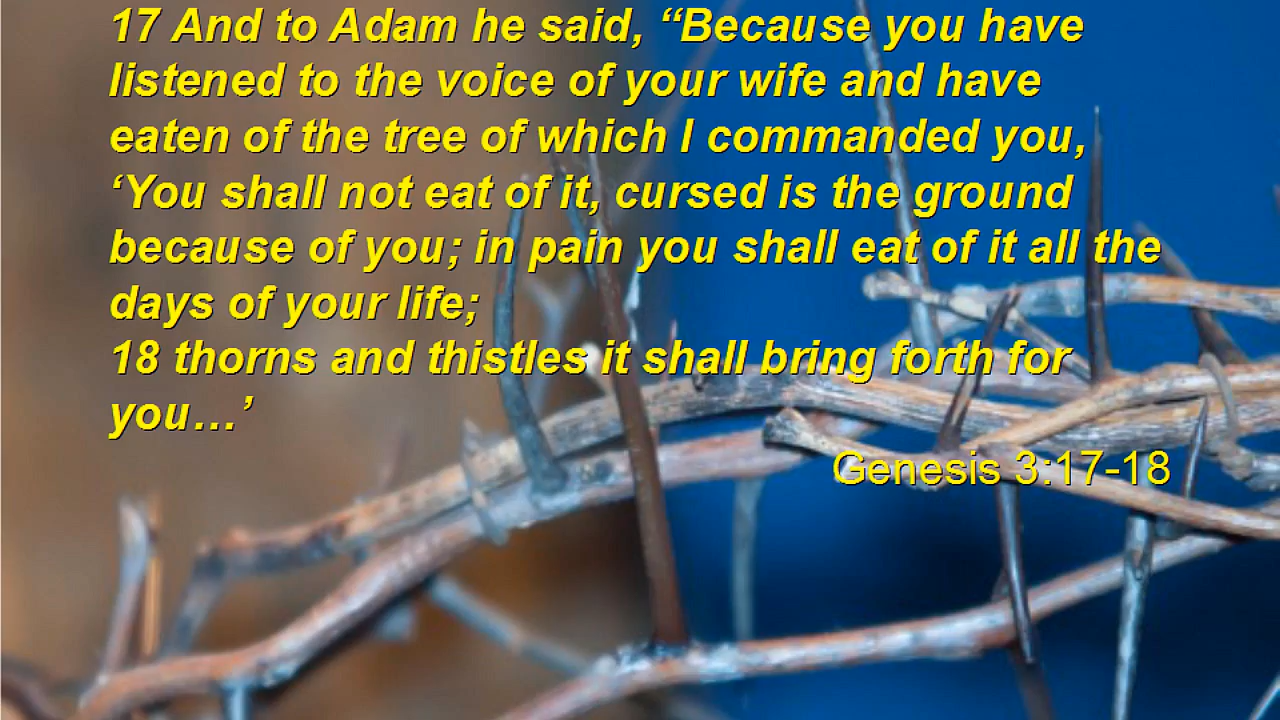 17 And to Adam he said, “Because you have
listened to the voice of your wife and have
eaten of the tree of which I commanded you,
‘You shall not eat of it, cursed is the ground
because of you; in pain you shall eat of it all the
days of your life;
18 thorns and thistles it shall bring forth for
you…’
Genesis 3:17-18